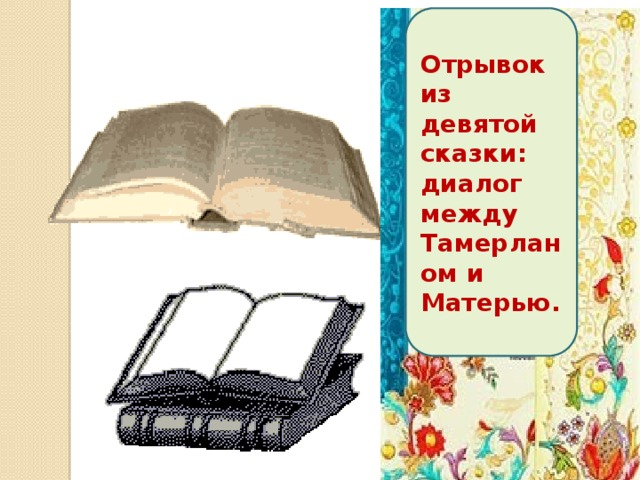 Отрывок
из
девятой
сказки:
диалог
между
Тамерлан
ом и
Матерью.